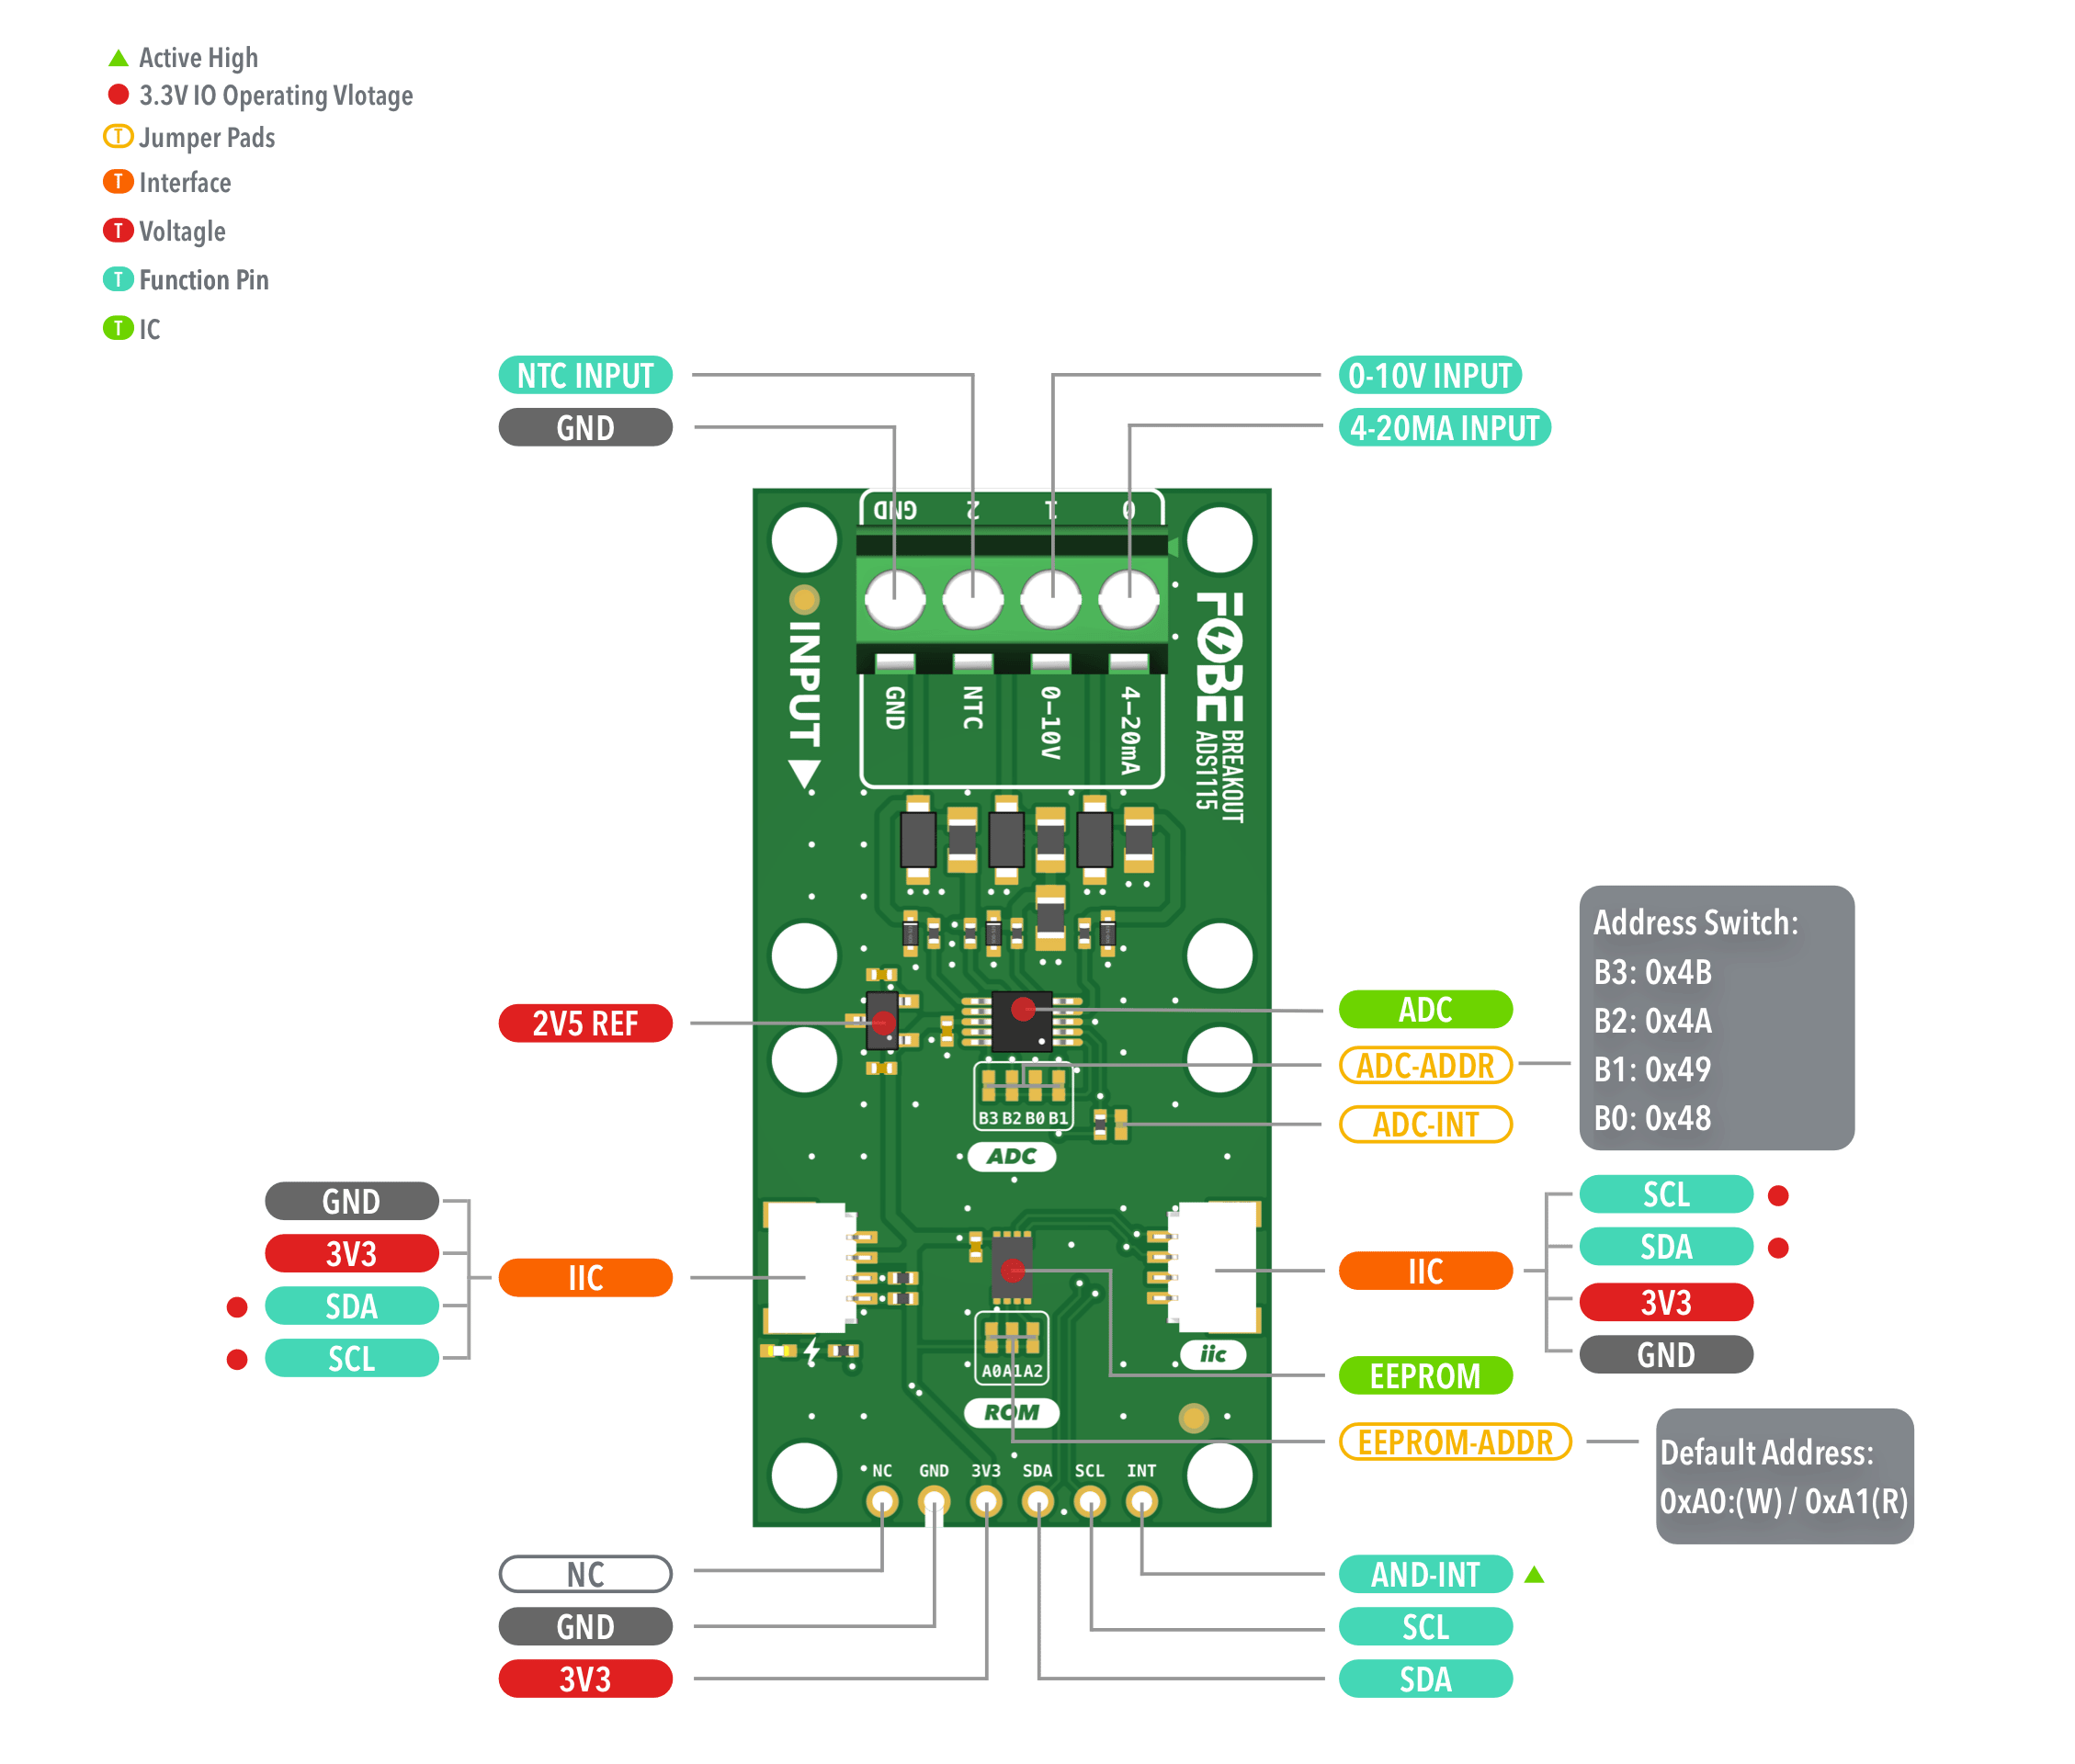 Active High
3.3V IO Operating Vlotage
T Jumper Pads
T Interface
T Voltagle
T Function Pin
T IC
NTC INPUT
GND
0-10V INPUT
4-20MA INPUT
GND 2 1 0
INPUT
GND
NTC
0-10V
4-20mA
FOBE
BREAKOUT
ADS1115
2V5 REF
ADC
ADC-ADDR
ADC-INT
Address Switch:
B3: 0x4B
B2: 0x4A
B1: 0x49
B0: 0x48
B3 B2 B0 B1
ADC
GND
3V3
SDA
SCL
IIC
IIC
SCL
SDA
3V3
GND
iic
A0 A1 A2
ROM
EEPROM
EEPROM-ADDR
Default Address:
0xA0:(W) / 0xA1(R)
NC GND 3V3 SDA SCL INT
NC
GND
3V3
AND-INT
SCL
SDA